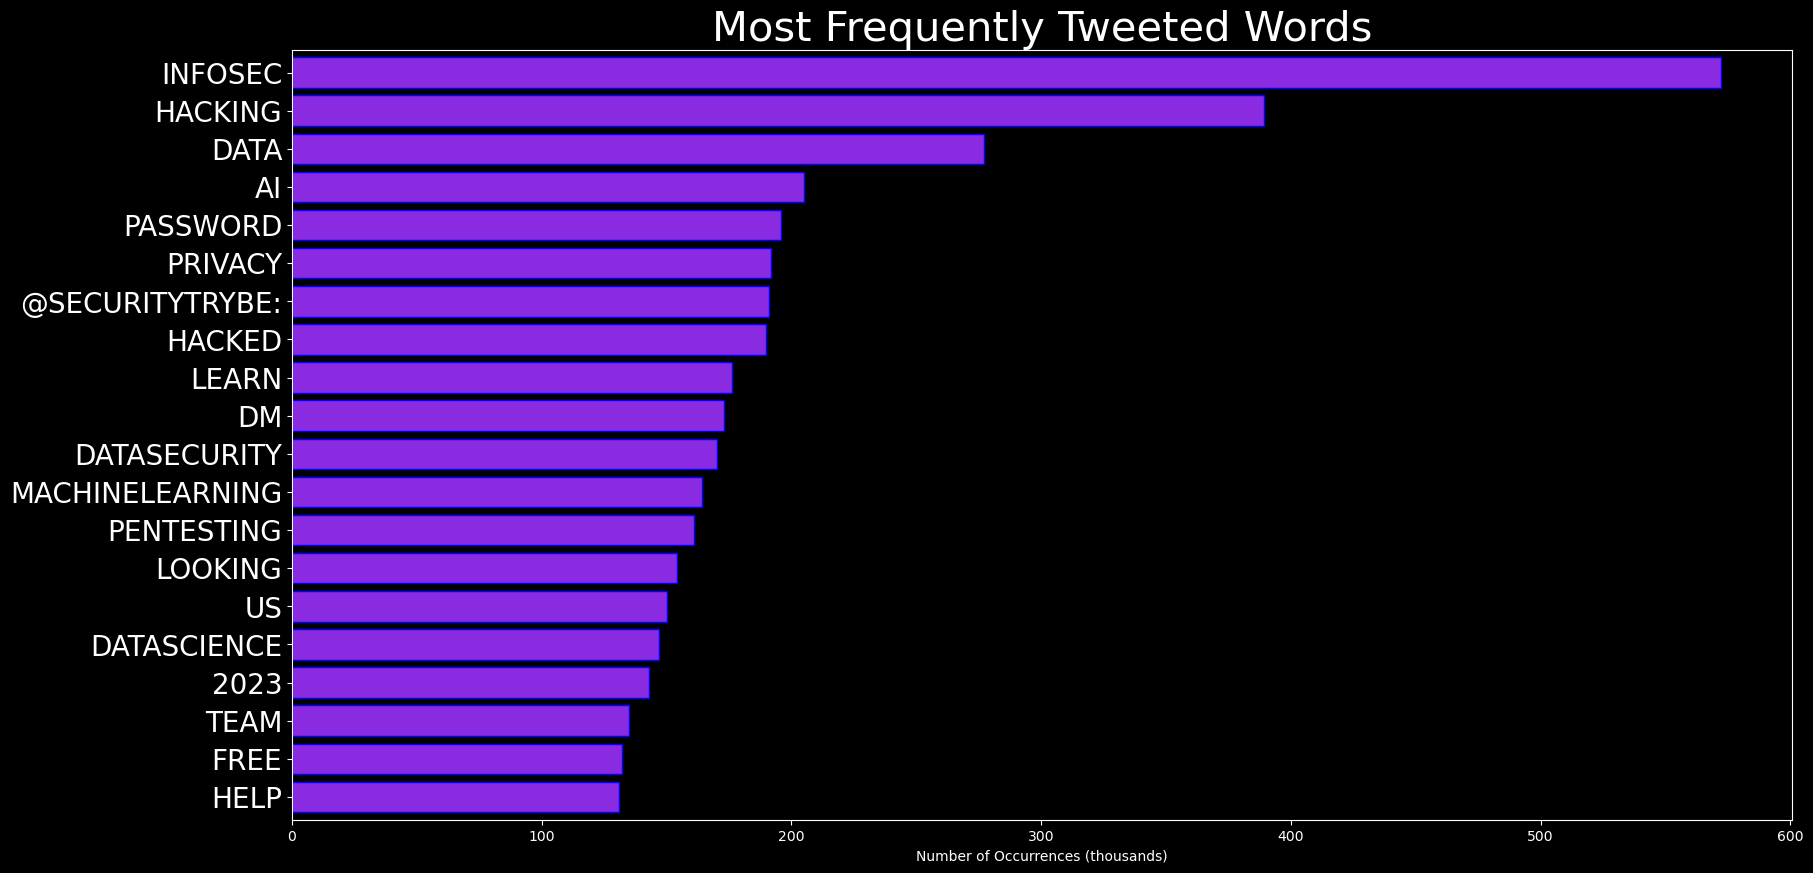 Most Frequently Tweeted Words
INFOSEC
HACKING
DATA
AI
PASSWORD
PRIVACY
@SECURITYTRYBE:
HACKED
LEARN
DM
DATASECURITY
MACHINELEARNING
PENTESTING
LOOKING
US
DATASCIENCE
2023
TEAM
FREE
HELP
0 100 200 300 400 500 600
Number of Occurrences (thousands)